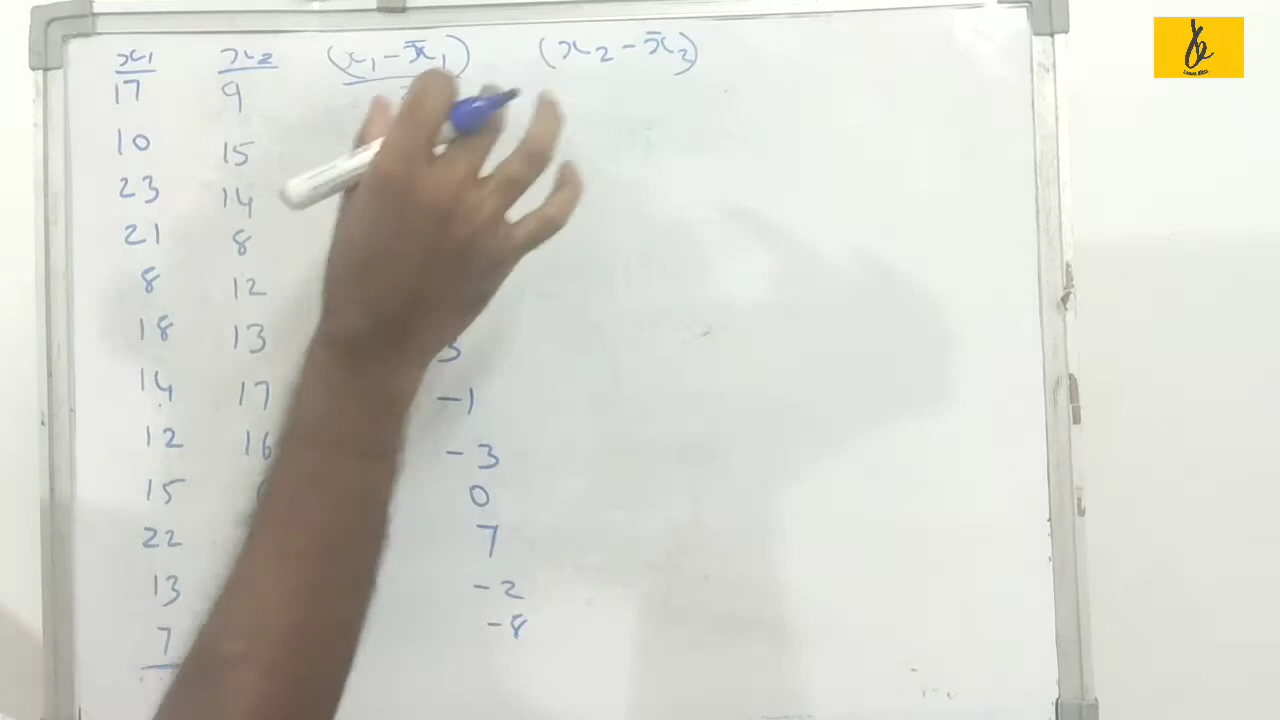 x₁ x₂ (x₁ - x̄₁) (x₂ - x̄₂)
17 9
10 15
23 14
21 8
8 12
18 13 3
14 17 -1
12 16 -3
15 0
22 7
13 -2
7 -8